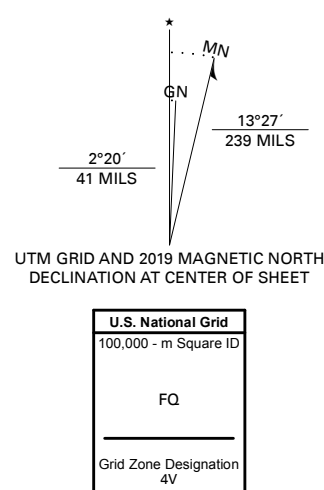 ★
MN
GN
13°27´
239 MILS
2°20´
41 MILS
UTM GRID AND 2019 MAGNETIC NORTH
DECLINATION AT CENTER OF SHEET
U.S. National Grid
100,000 - m Square ID
FQ
Grid Zone Designation
4V